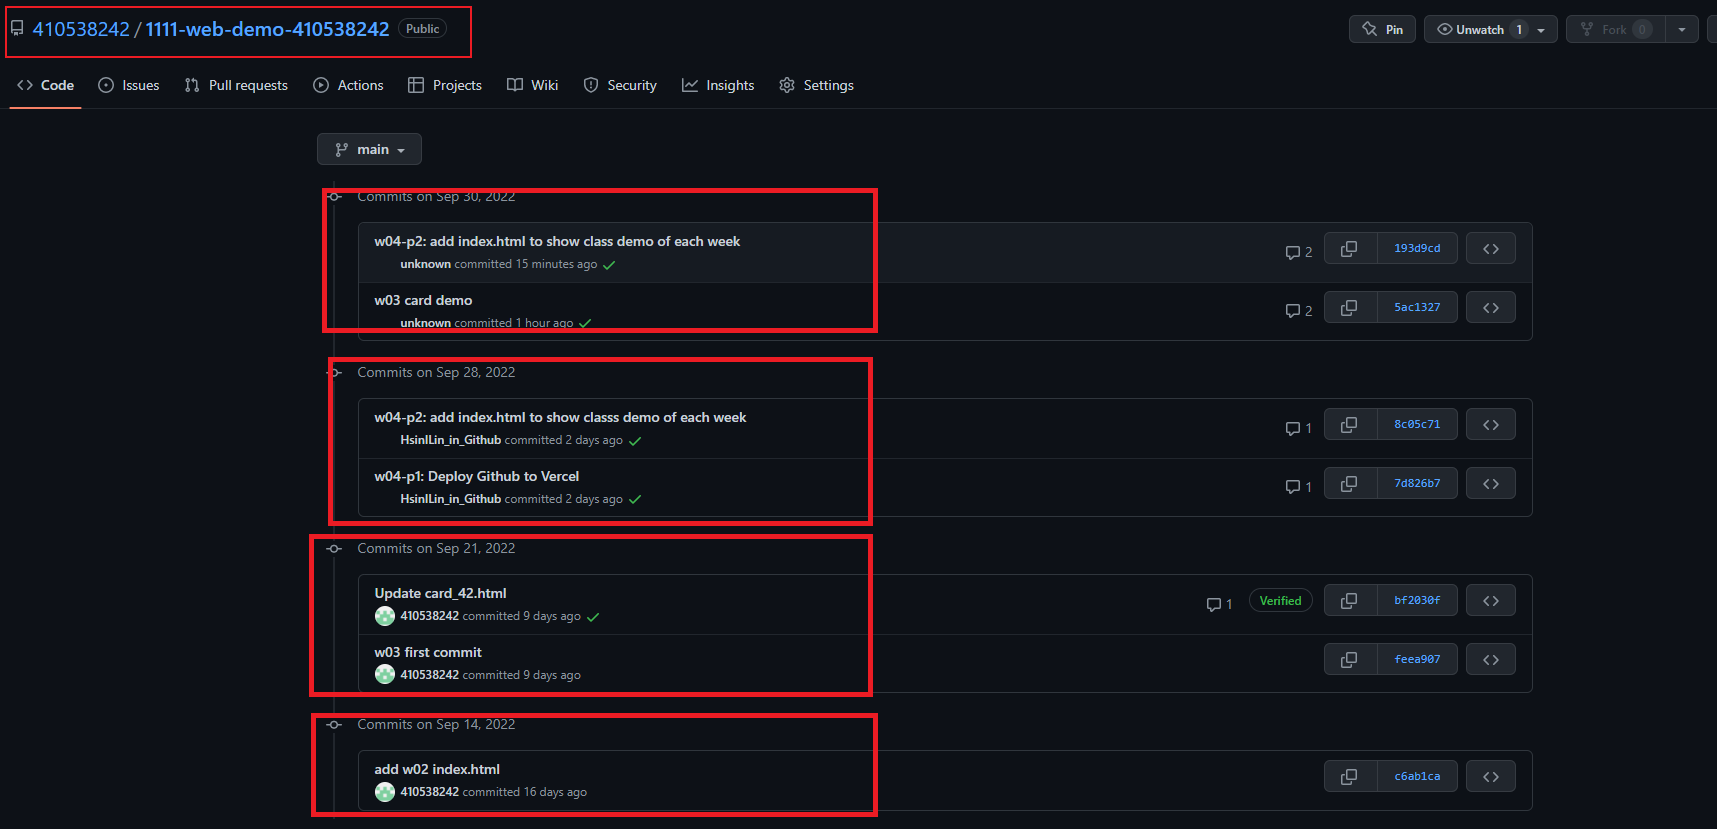 410538242 / 1111-web-demo-410538242 Public
Pin Unwatch 1 Fork 0
Code Issues Pull requests Actions Projects Wiki Security Insights Settings
main
Commits on Sep 30, 2022
w04-p2: add index.html to show class demo of each week
2 193d9cd
unknown committed 15 minutes ago
w03 card demo
2 5ac1327
unknown committed 1 hour ago
Commits on Sep 28, 2022
w04-p2: add index.html to show classs demo of each week
1 8c05c71
HsinILin_in_Github committed 2 days ago
w04-p1: Deploy Github to Vercel
1 7d826b7
HsinILin_in_Github committed 2 days ago
Commits on Sep 21, 2022
Update card_42.html
1 Verified bf2030f
410538242 committed 9 days ago
w03 first commit
feea907
410538242 committed 9 days ago
Commits on Sep 14, 2022
add w02 index.html
c6ab1ca
410538242 committed 16 days ago